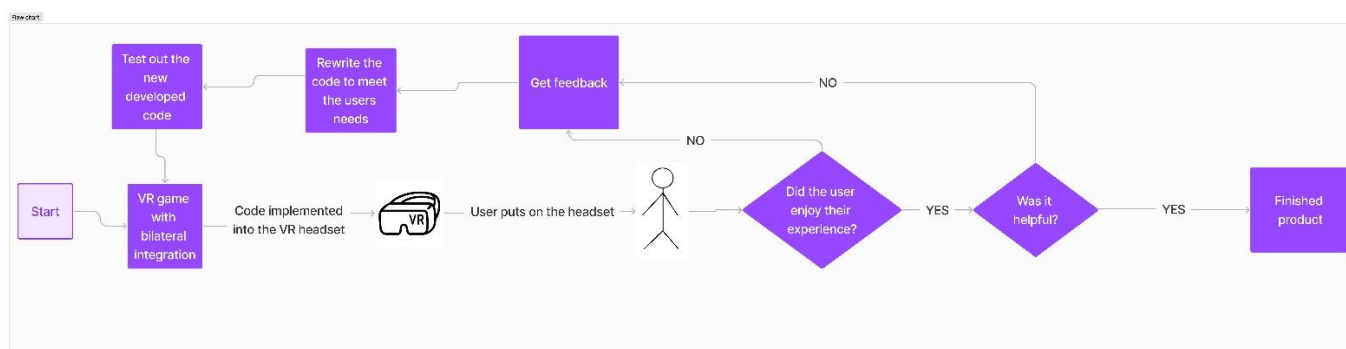 Flow chart
Test out the
new
developed
code
Rewrite the
code to meet
the users
needs
Get feedback
NO
NO
Start
VR game
with
bilateral
integration
Code implemented
into the VR headset
VR
User puts on the headset
Did the user
enjoy their
experience?
YES
Was it
helpful?
YES
Finished
product